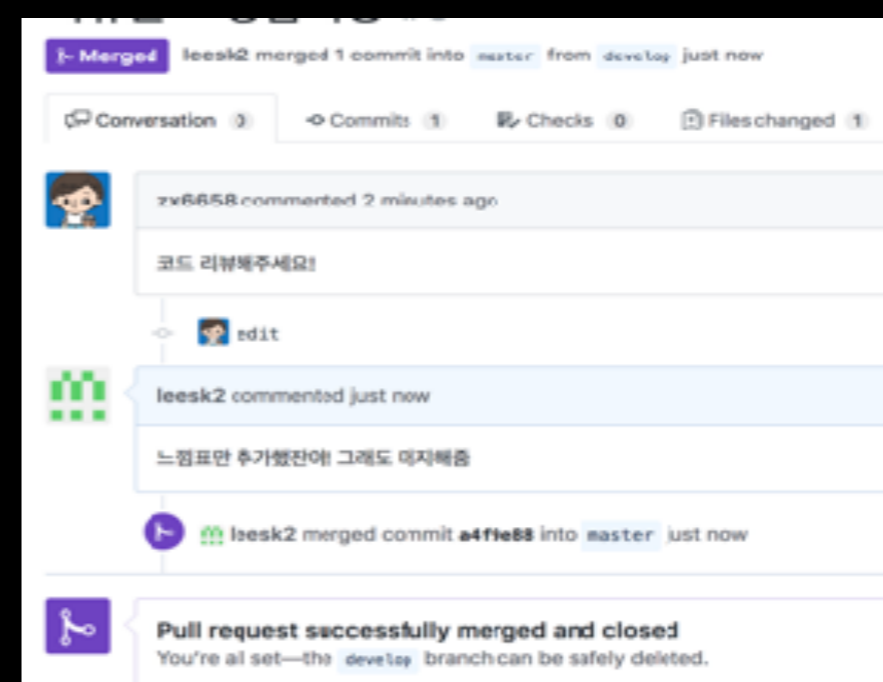 Merged leesk2 merged 1 commit into master from develop just now
Conversation 0 Commits 1 Checks 0 Files changed 1
zx6658 commented 2 minutes ago
코드 리뷰해주세요!
edit
leesk2 commented just now
느낌표만 추가했잖아! 그래도 머지해줌
leesk2 merged commit into master just now
Pull request successfully merged and closed
You're all set—the develop branch can be safely deleted.